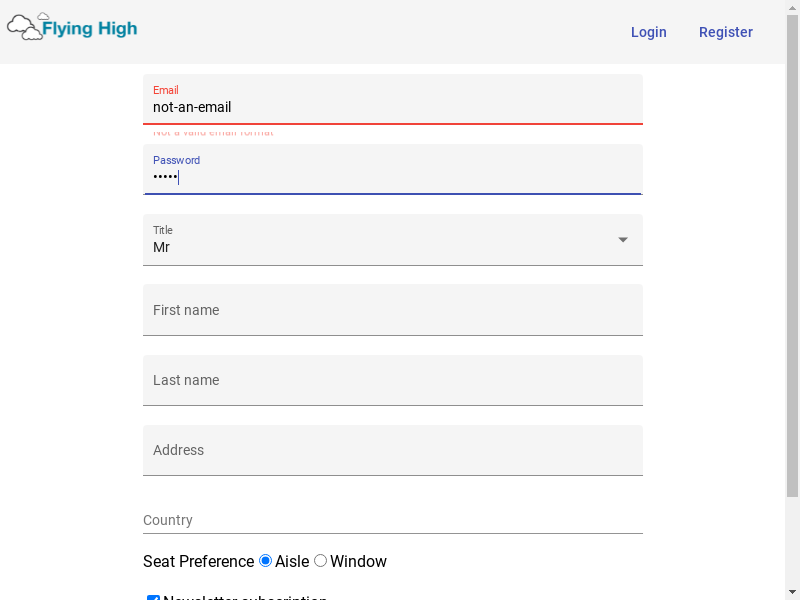 Flying High
Login Register
Email
not-an-email
Not a valid email format
Password
•••••
Title
Mr
First name
Last name
Address
Country
Seat Preference Aisle Window
Newsletter subscription